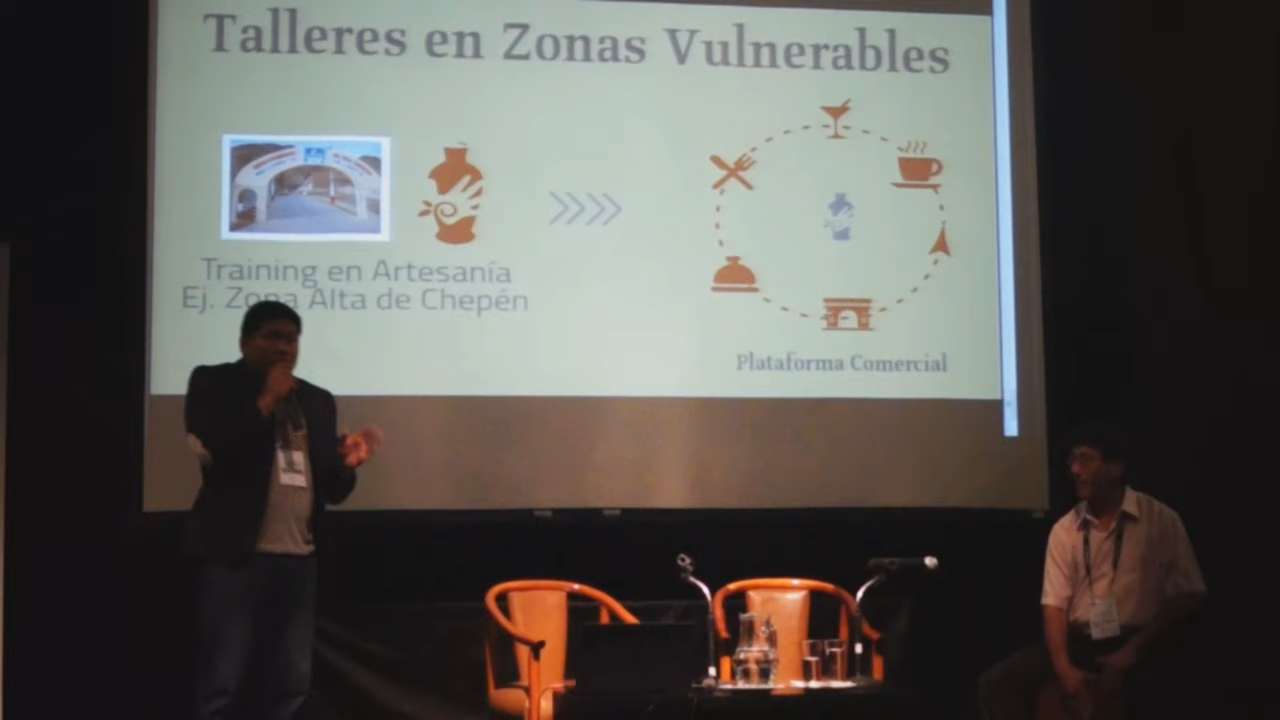 Talleres en Zonas Vulnerables
Training en Artesanía
Ej. Zona Alta de Chepén
Plataforma Comercial